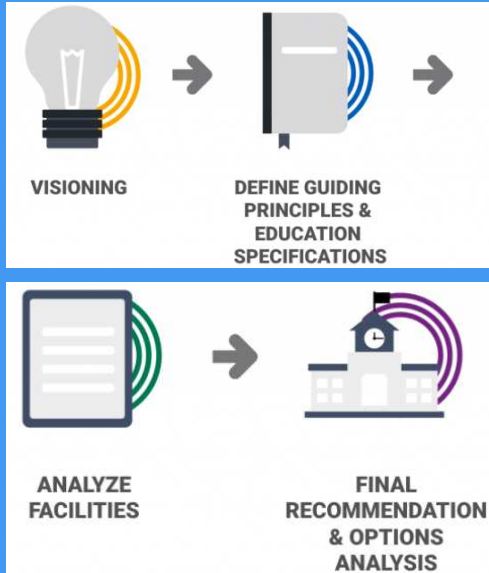 VISIONING
DEFINE GUIDING
PRINCIPLES &
EDUCATION
SPECIFICATIONS
ANALYZE
FACILITIES
FINAL
RECOMMENDATION
& OPTIONS
ANALYSIS